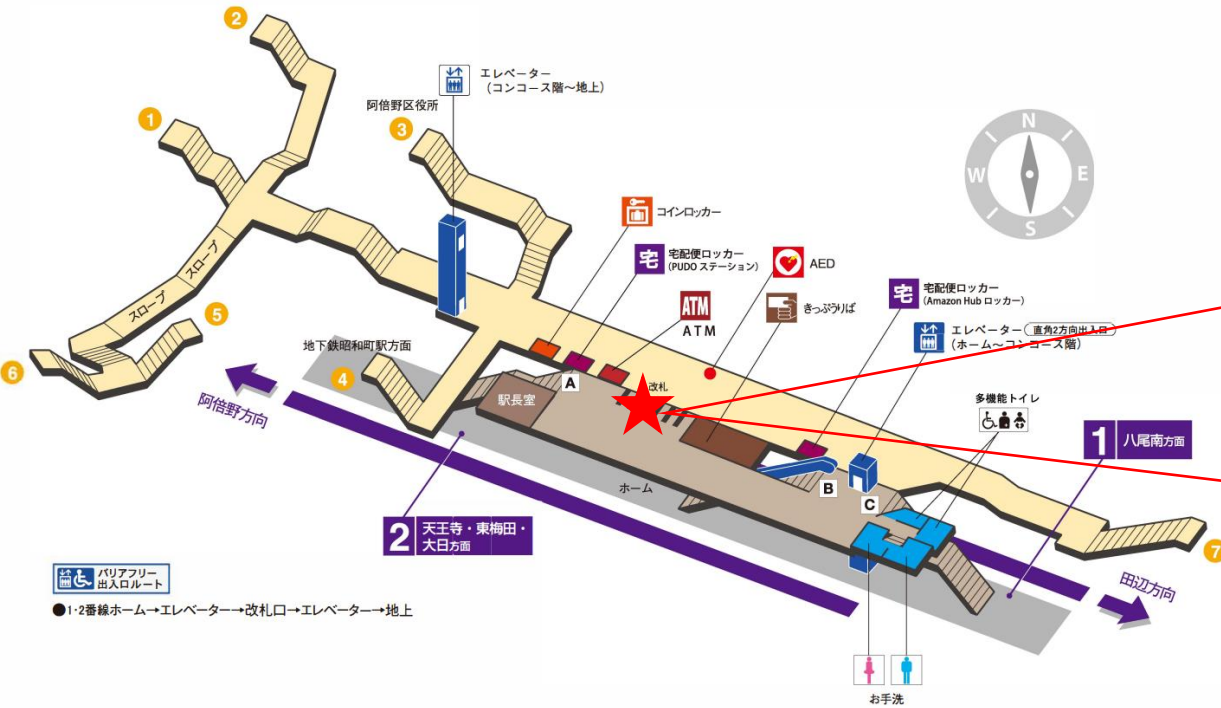 2
エレベーター
(コンコース階～地上)
阿倍野区役所
1
3
N
W
E
S
コインロッカー
宅
宅配便ロッカー
(PUDO ステーション)
AED
ATM
ATM
きっぷうりば
宅
宅配便ロッカー
(Amazon Hub ロッカー)
エレベーター 直角2方向出入口
(ホーム～コンコース階)
スロープ
スロープ
5
地下鉄昭和町駅方面
6
4
阿倍野方向
A
改札
駅長室
多機能トイレ
1 八尾南方面
B
C
ホーム
2 天王寺・東梅田・
大日方面
7
田辺方向
バリアフリー
出入口ルート
●1・2番線ホーム→エレベーター→改札口→エレベーター→地上
お手洗